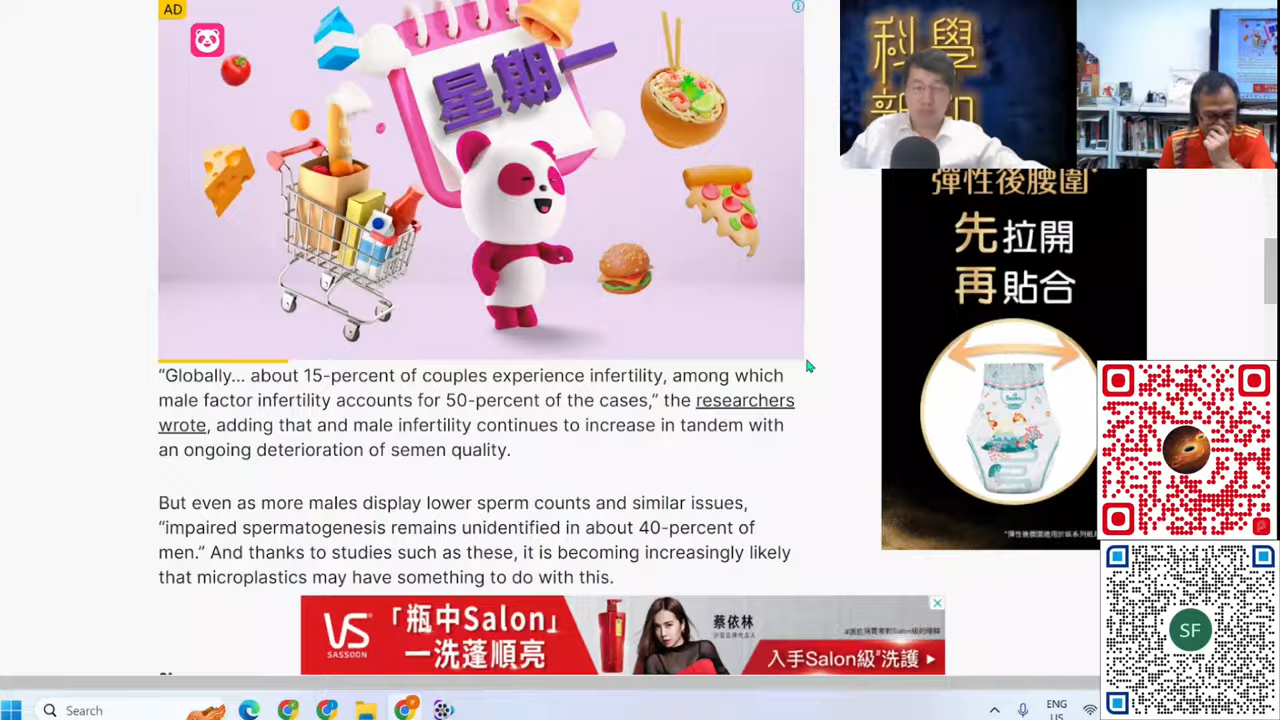 AD
星期一
科學
新知
彈性後腰圍*
先拉開
再貼合
“Globally... about 15-percent of couples experience infertility, among which
male factor infertility accounts for 50-percent of the cases,” the researchers
wrote, adding that and male infertility continues to increase in tandem with
an ongoing deterioration of semen quality.
But even as more males display lower sperm counts and similar issues,
“impaired spermatogenesis remains unidentified in about 40-percent of
men.” And thanks to studies such as these, it is becoming increasingly likely
that microplastics may have something to do with this.
VS
SASSOON
「瓶中Salon」
一洗蓬順亮
蔡依林
入手Salon級*洗護
SF
Search
ENG
US